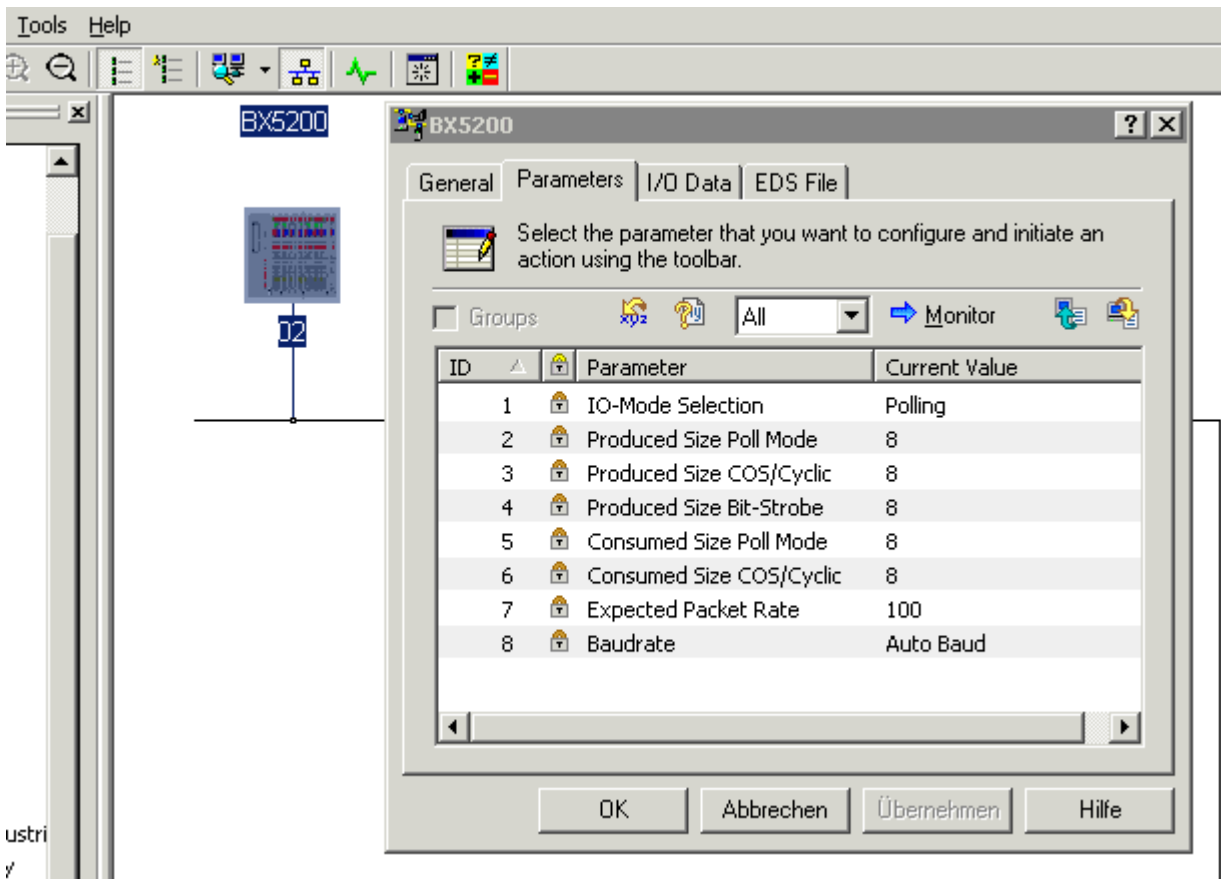 Tools Help
BX5200
02
BX5200
General Parameters I/O Data EDS File
Select the parameter that you want to configure and initiate an
action using the toolbar.
Groups All Monitor
ID Parameter Current Value
1 IO-Mode Selection Polling
2 Produced Size Poll Mode 8
3 Produced Size COS/Cyclic 8
4 Produced Size Bit-Strobe 8
5 Consumed Size Poll Mode 8
6 Consumed Size COS/Cyclic 8
7 Expected Packet Rate 100
8 Baudrate Auto Baud
OK Abbrechen Übernehmen Hilfe
ustri
y